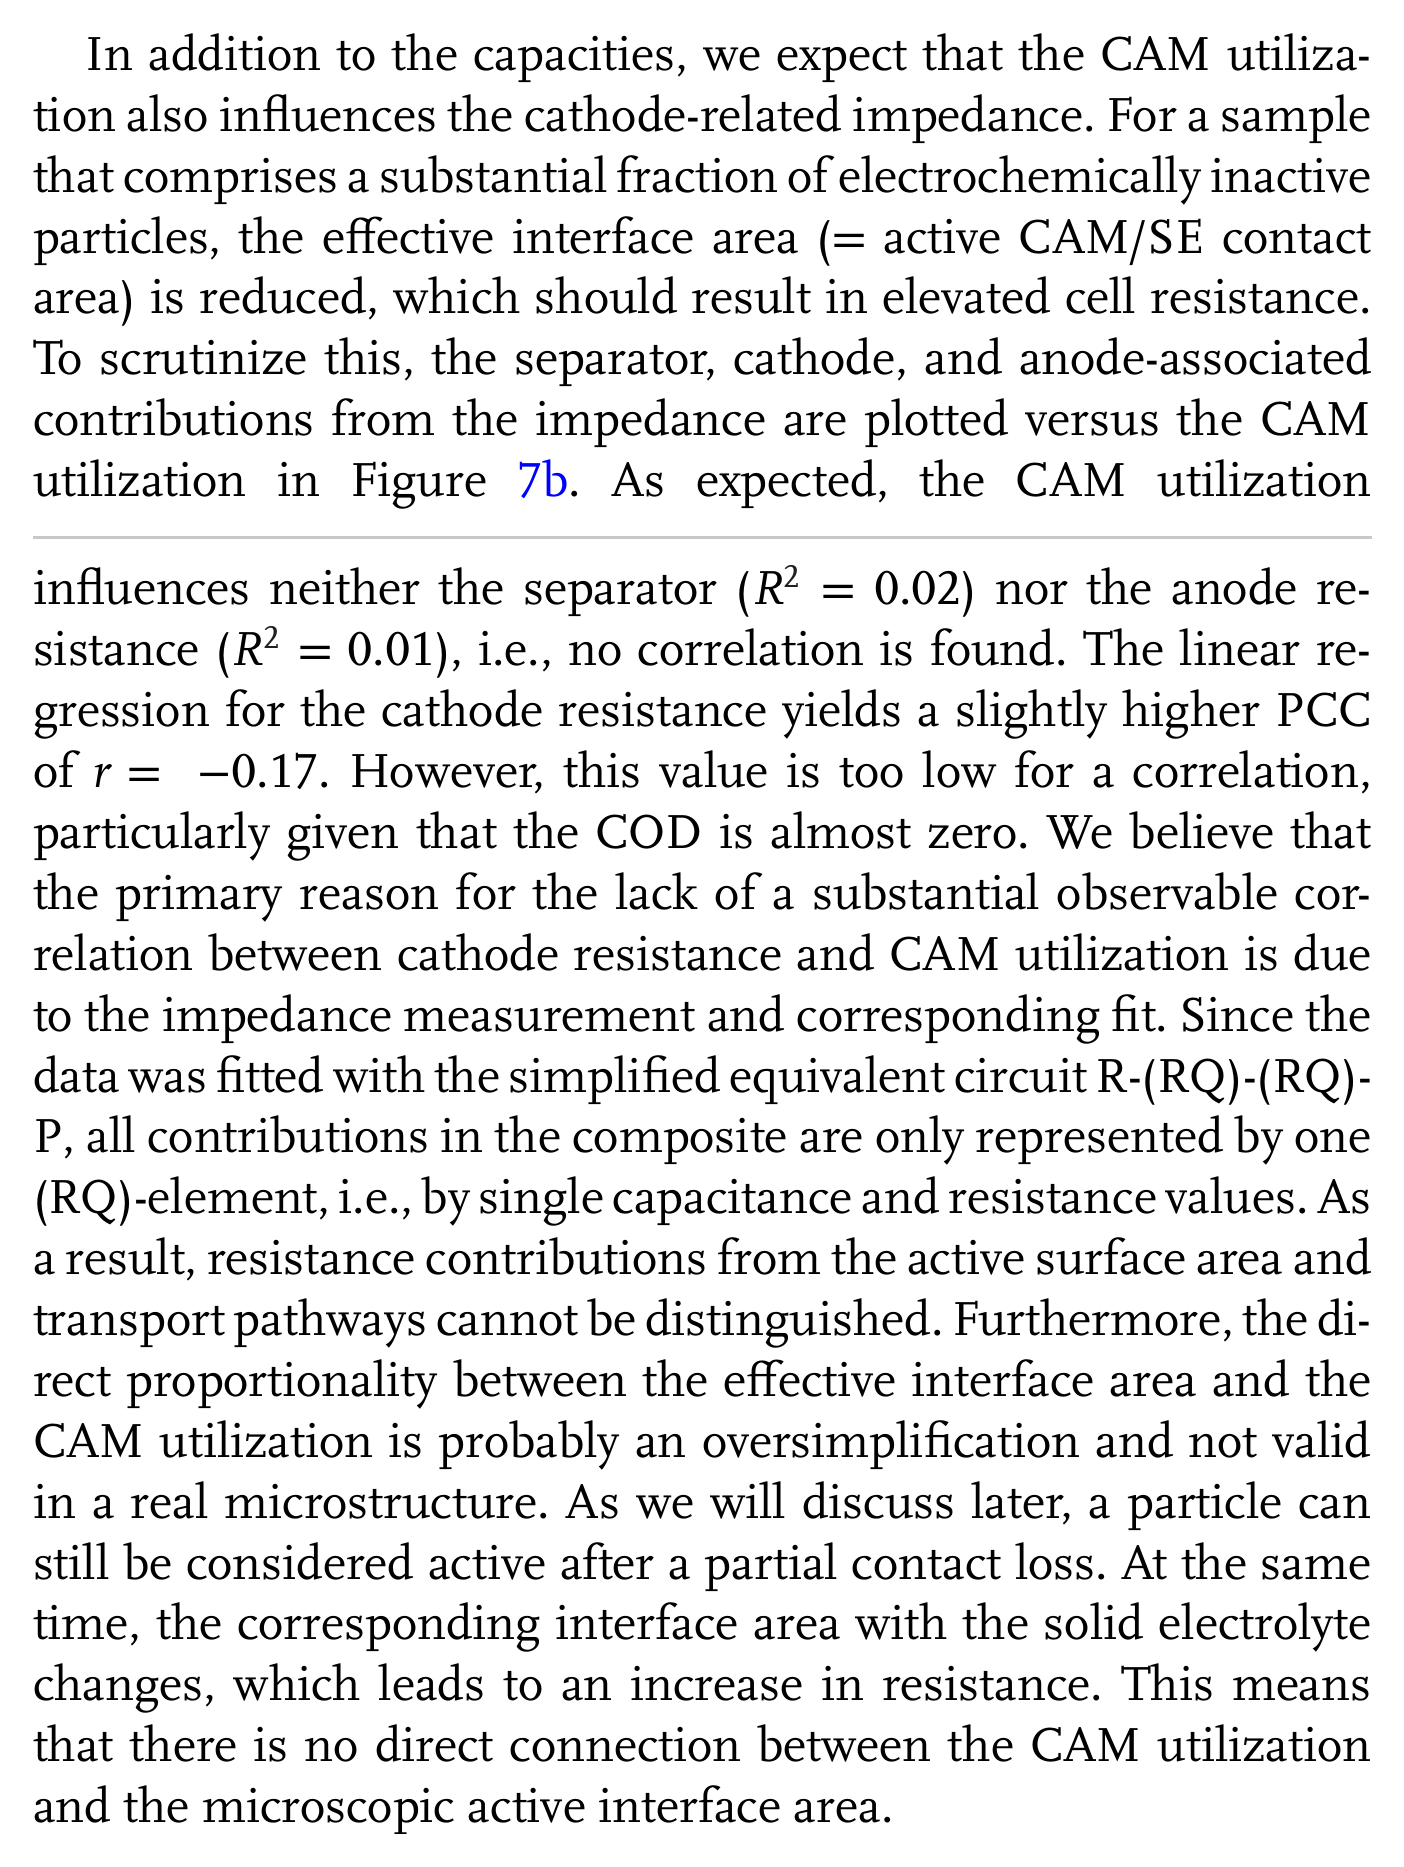 In addition to the capacities, we expect that the CAM utiliza-
tion also influences the cathode-related impedance. For a sample
that comprises a substantial fraction of electrochemically inactive
particles, the effective interface area (= active CAM/SE contact
area) is reduced, which should result in elevated cell resistance.
To scrutinize this, the separator, cathode, and anode-associated
contributions from the impedance are plotted versus the CAM
utilization in Figure 7b. As expected, the CAM utilization
influences neither the separator (R² = 0.02) nor the anode re-
sistance (R² = 0.01), i.e., no correlation is found. The linear re-
gression for the cathode resistance yields a slightly higher PCC
of r = −0.17. However, this value is too low for a correlation,
particularly given that the COD is almost zero. We believe that
the primary reason for the lack of a substantial observable cor-
relation between cathode resistance and CAM utilization is due
to the impedance measurement and corresponding fit. Since the
data was fitted with the simplified equivalent circuit R-(RQ)-(RQ)-
P, all contributions in the composite are only represented by one
(RQ)-element, i.e., by single capacitance and resistance values. As
a result, resistance contributions from the active surface area and
transport pathways cannot be distinguished. Furthermore, the di-
rect proportionality between the effective interface area and the
CAM utilization is probably an oversimplification and not valid
in a real microstructure. As we will discuss later, a particle can
still be considered active after a partial contact loss. At the same
time, the corresponding interface area with the solid electrolyte
changes, which leads to an increase in resistance. This means
that there is no direct connection between the CAM utilization
and the microscopic active interface area.